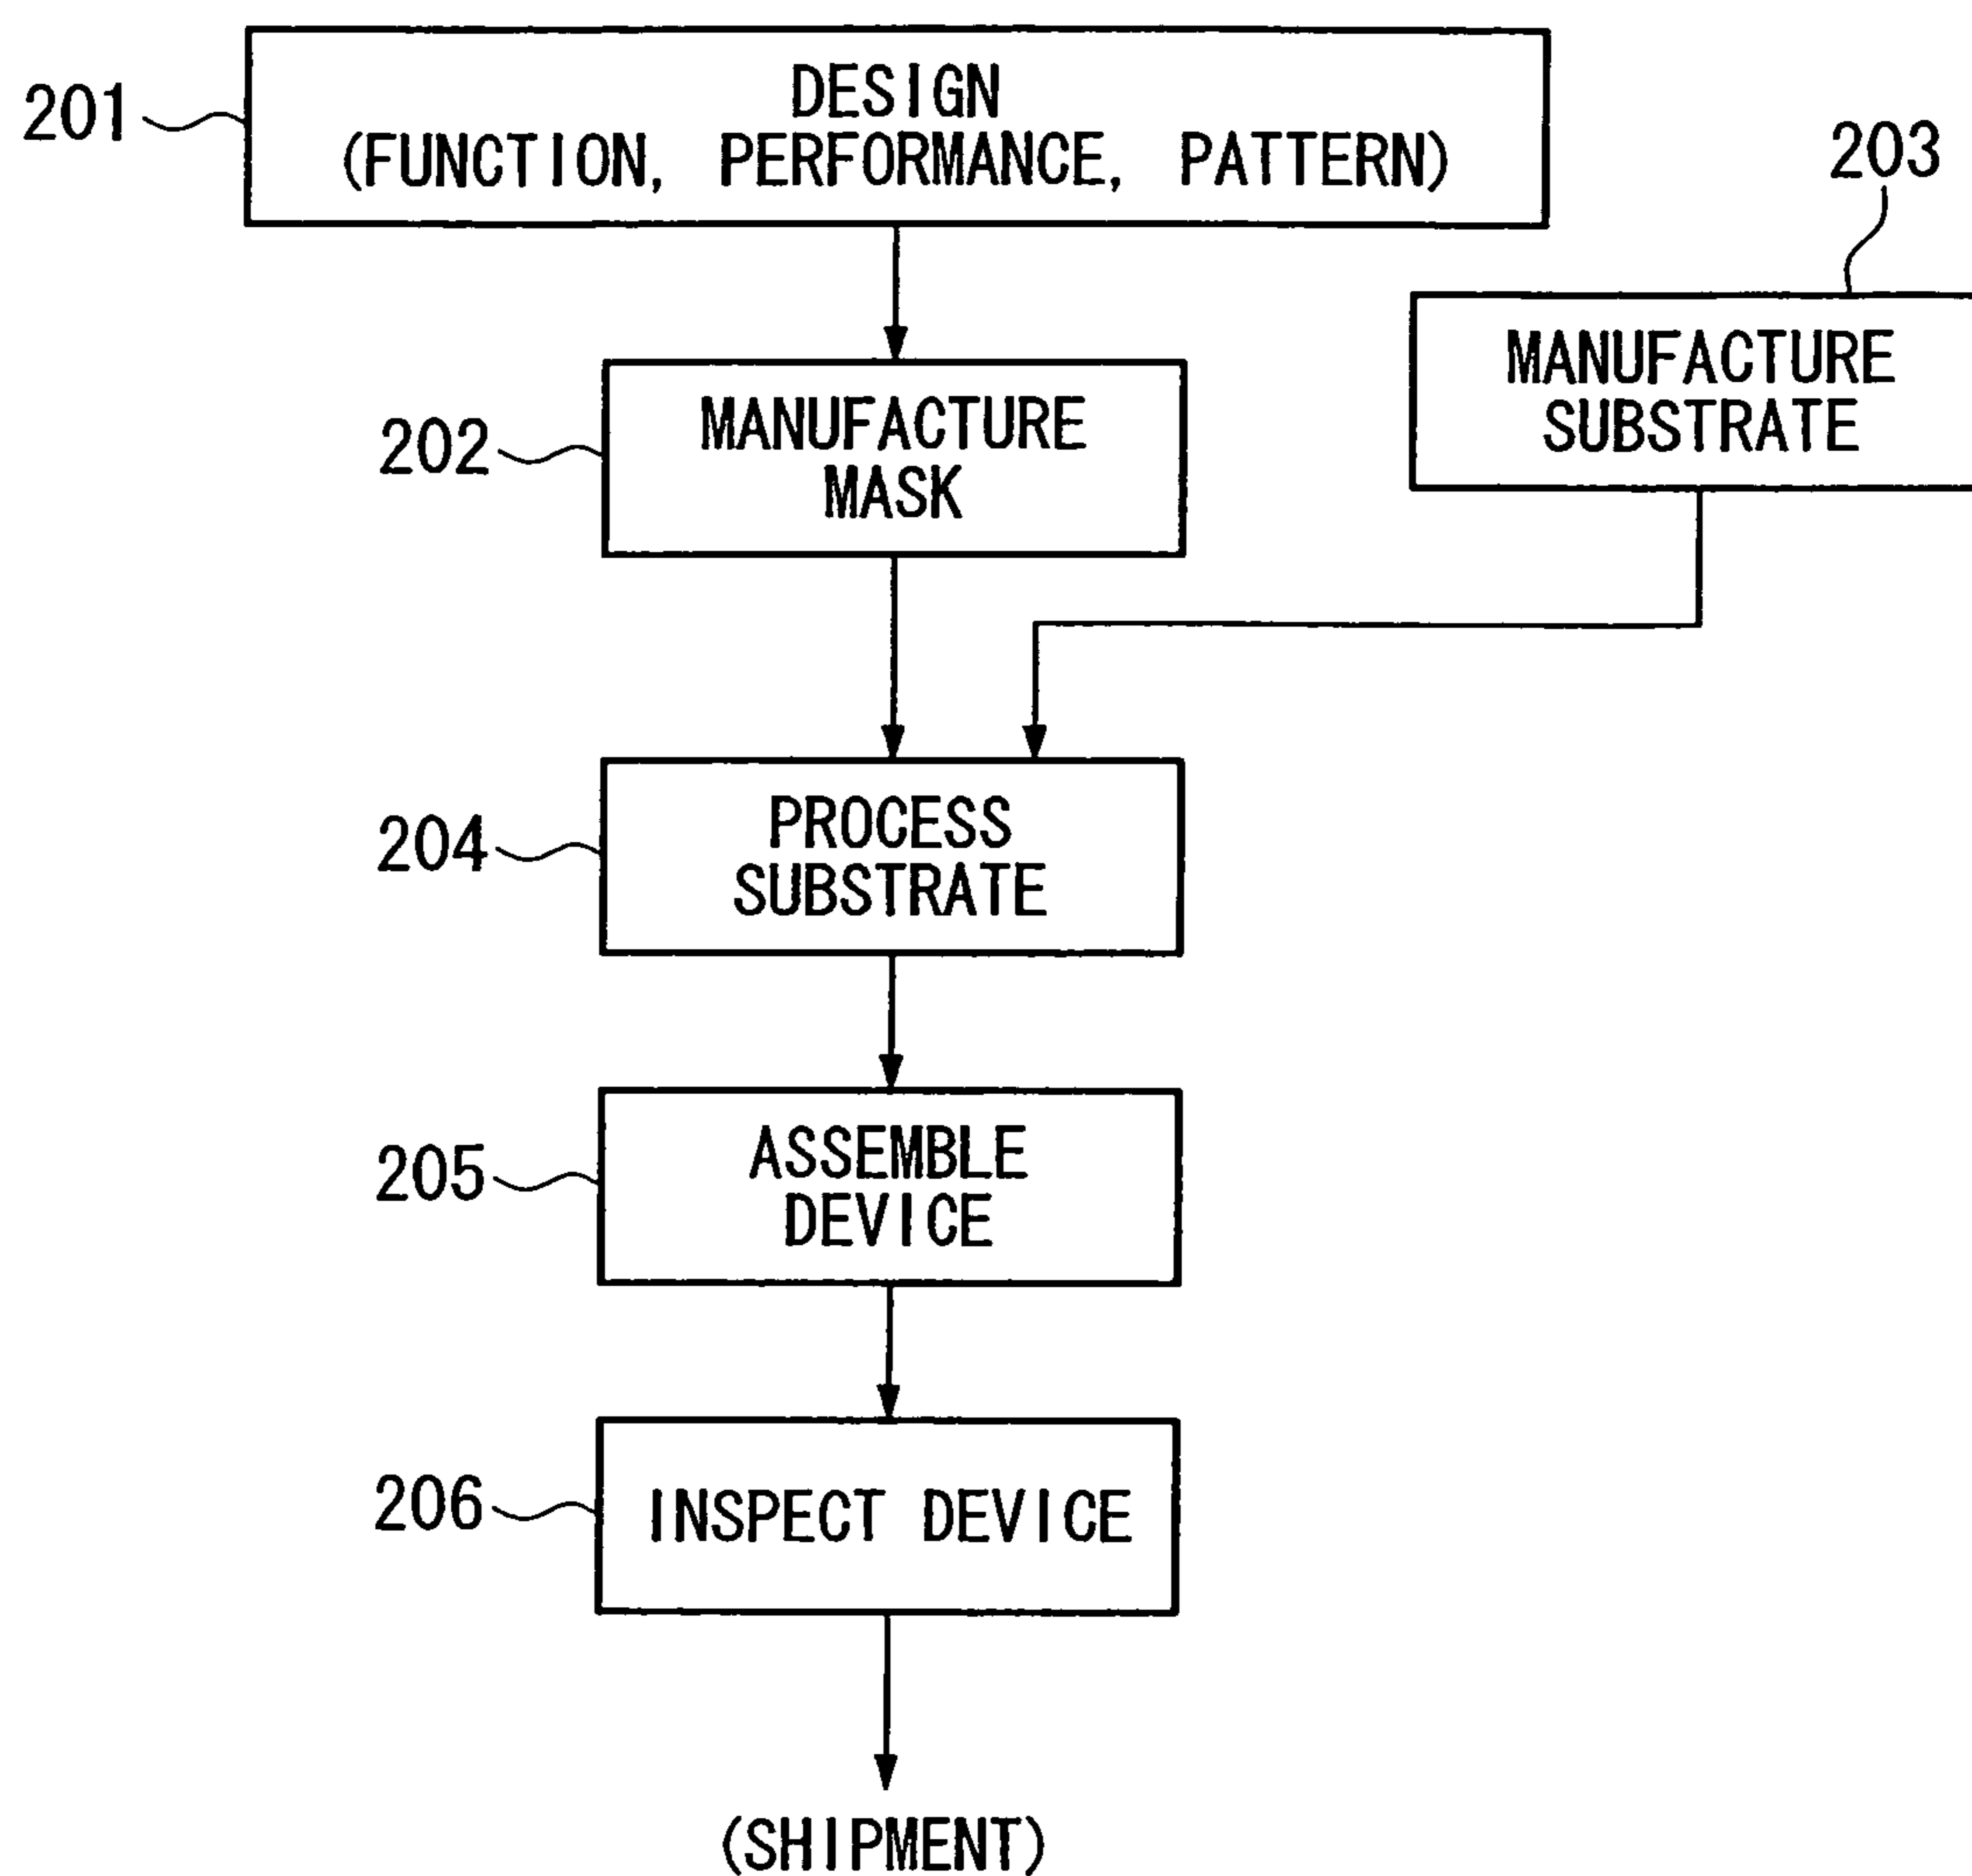 201
DESIGN
(FUNCTION, PERFORMANCE, PATTERN)
203
MANUFACTURE
SUBSTRATE
202
MANUFACTURE
MASK
204
PROCESS
SUBSTRATE
205
ASSEMBLE
DEVICE
206
INSPECT DEVICE
(SHIPMENT)